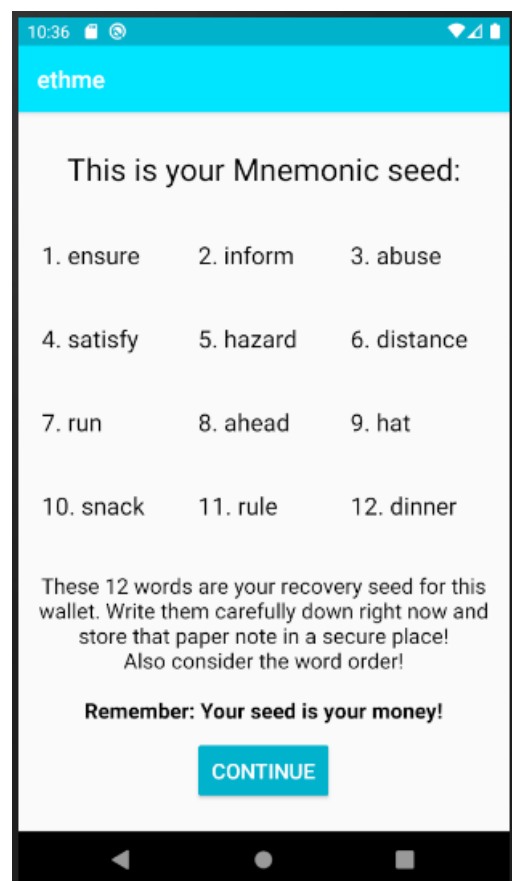 10:36
ethme
This is your Mnemonic seed:
1. ensure 2. inform 3. abuse
4. satisfy 5. hazard 6. distance
7. run 8. ahead 9. hat
10. snack 11. rule 12. dinner
These 12 words are your recovery seed for this
wallet. Write them carefully down right now and
store that paper note in a secure place!
Also consider the word order!
Remember: Your seed is your money!
CONTINUE